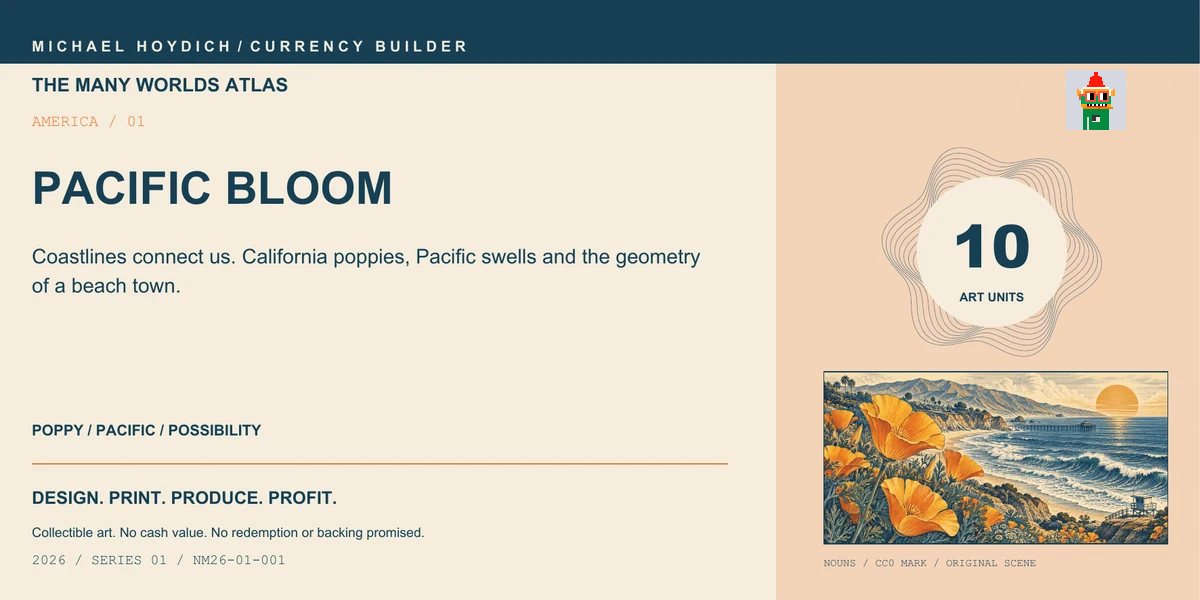 MICHAEL HOYDICH / CURRENCY BUILDER
THE MANY WORLDS ATLAS
AMERICA / 01
PACIFIC BLOOM
Coastlines connect us. California poppies, Pacific swells and the geometry
of a beach town.
POPPY / PACIFIC / POSSIBILITY
DESIGN. PRINT. PRODUCE. PROFIT.
Collectible art. No cash value. No redemption or backing promised.
2026 / SERIES 01 / NM26-01-001
10
ART UNITS
NOUNS / CC0 MARK / ORIGINAL SCENE